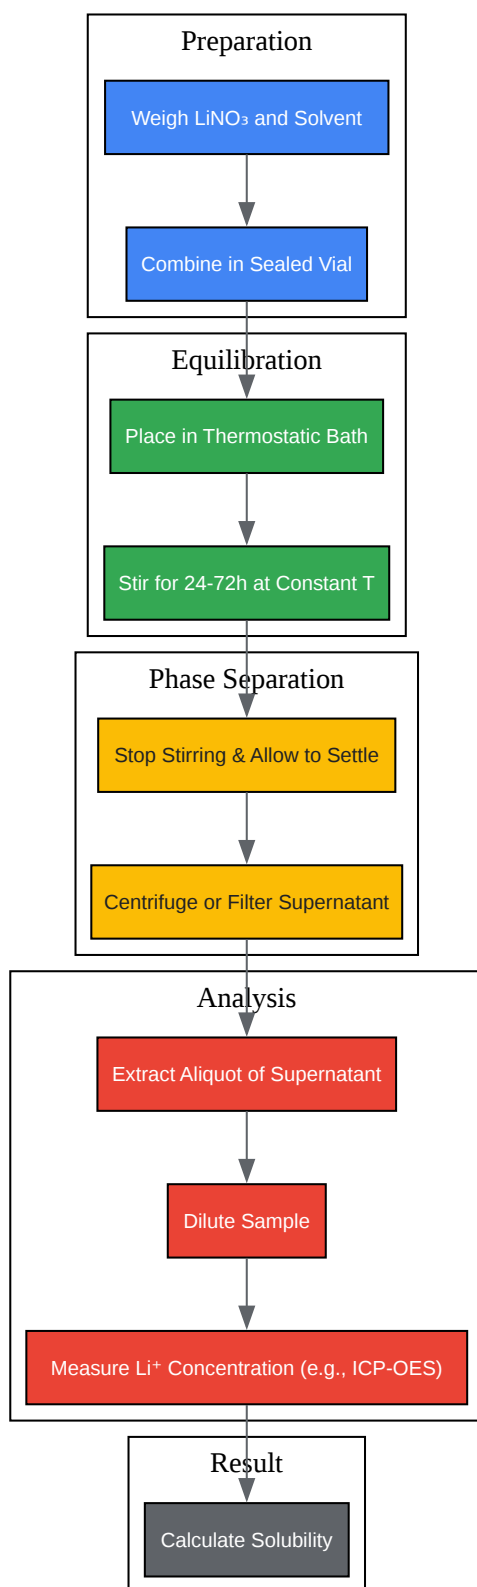 Preparation
Weigh LiNO₃ and Solvent
Combine in Sealed Vial
Equilibration
Place in Thermostatic Bath
Stir for 24-72h at Constant T
Phase Separation
Stop Stirring & Allow to Settle
Centrifuge or Filter Supernatant
Analysis
Extract Aliquot of Supernatant
Dilute Sample
Measure Li⁺ Concentration (e.g., ICP-OES)
Result
Calculate Solubility